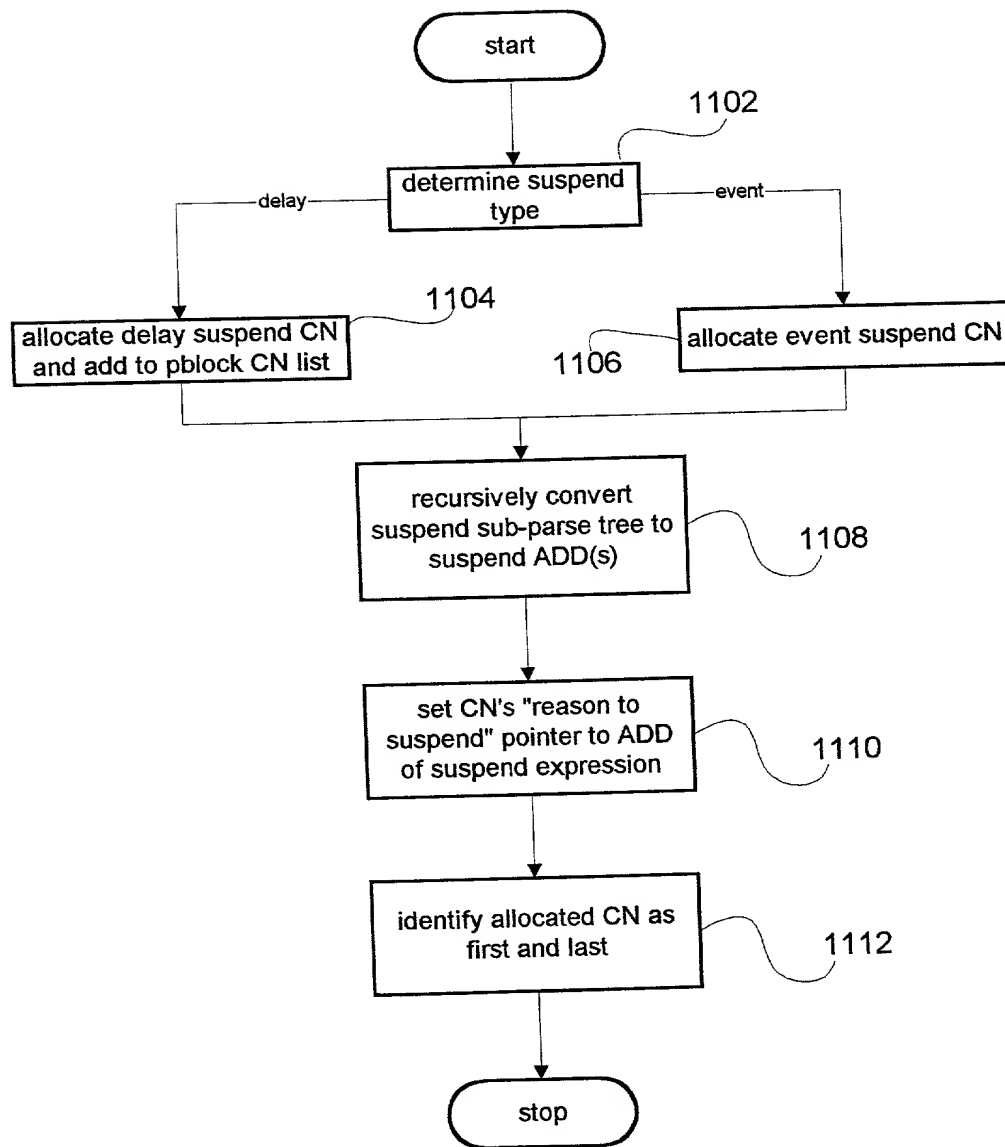 start
1102
determine suspend
type
delay
event
1104
allocate delay suspend CN
and add to pblock CN list
allocate event suspend CN
1106
recursively convert
suspend sub-parse tree to
suspend ADD(s)
1108
set CN's "reason to
suspend" pointer to ADD
of suspend expression
1110
identify allocated CN as
first and last
1112
stop